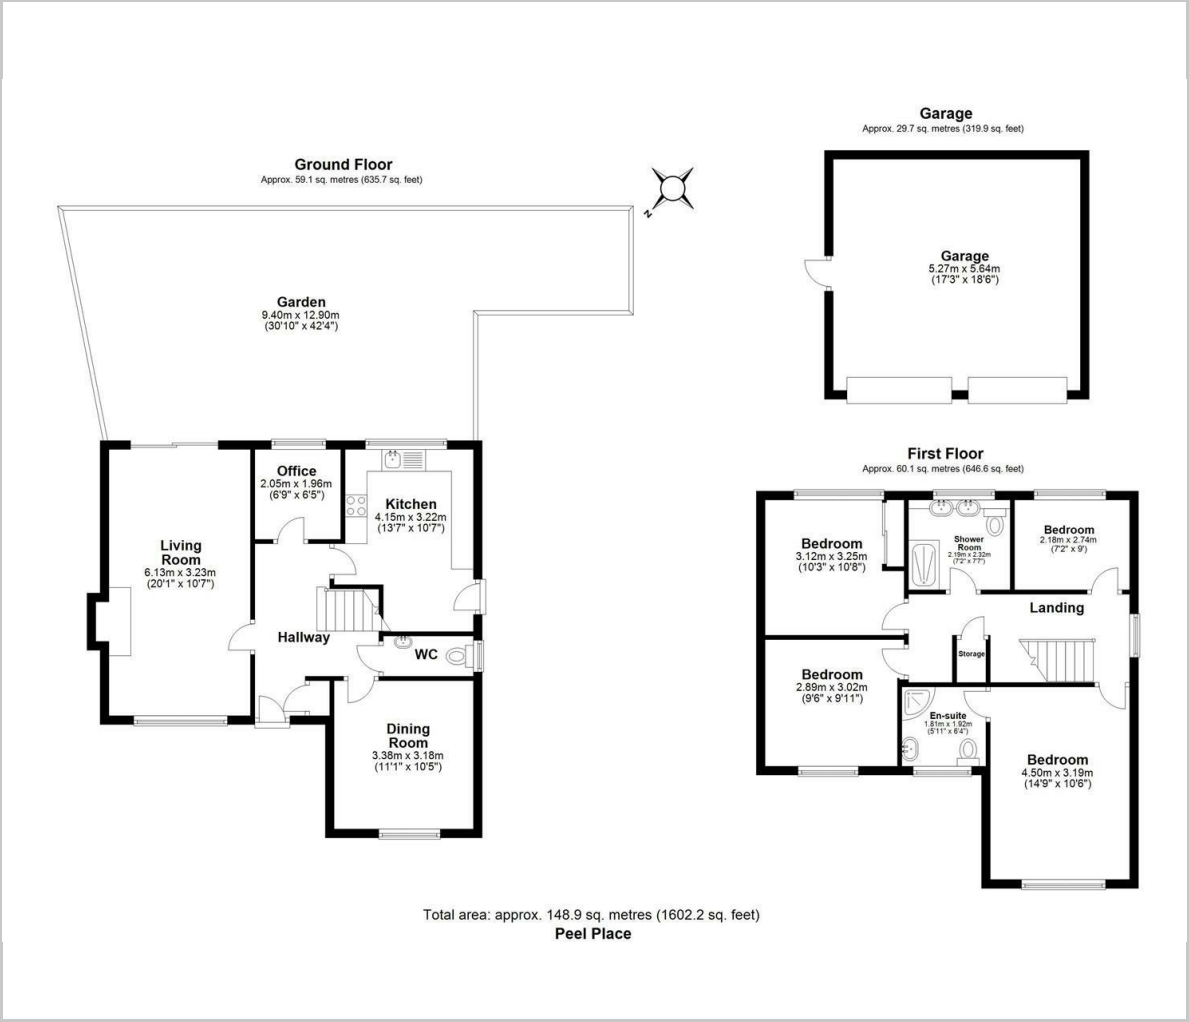 Ground Floor
Approx. 59.1 sq. metres (635.7 sq. feet)
N
Garden
9.40m x 12.90m
(30'10" x 42'4")
Office
2.05m x 1.96m
(6'9" x 6'5")
Kitchen
4.15m x 3.22m
(13'7" x 10'7")
Living
Room
6.13m x 3.23m
(20'1" x 10'7")
Hallway
WC
Dining
Room
3.38m x 3.18m
(11'1" x 10'5")
Garage
Approx. 29.7 sq. metres (319.9 sq. feet)
Garage
5.27m x 5.64m
(17'3" x 18'6")
First Floor
Approx. 60.1 sq. metres (646.6 sq. feet)
Bedroom
3.12m x 3.25m
(10'3" x 10'8")
Shower
Room
2.19m x 2.32m
(7'2" x 7'7")
Bedroom
2.18m x 2.74m
(7'2" x 9')
Landing
Storage
Bedroom
2.89m x 3.02m
(9'6" x 9'11")
En-suite
1.81m x 1.92m
(5'11" x 6'4")
Bedroom
4.50m x 3.19m
(14'9" x 10'6")
Total area: approx. 148.9 sq. metres (1602.2 sq. feet)
Peel Place